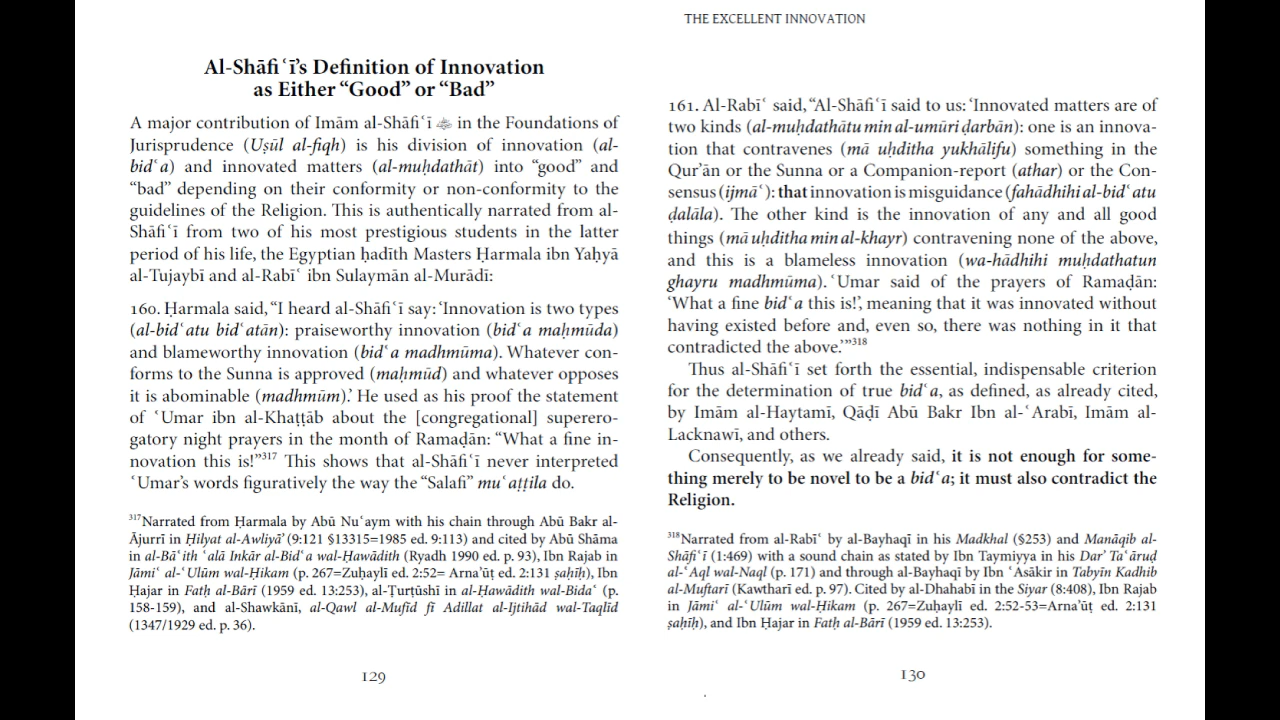 Al-Shāfiʿī's Definition of Innovation
as Either “Good” or “Bad”
A major contribution of Imām al-Shāfiʿī in the Foundations of
Jurisprudence (Uṣūl al-fiqh) is his division of innovation (al-
bidʿa) and innovated matters (al-muḥdathāt) into “good” and
“bad” depending on their conformity or non-conformity to the
guidelines of the Religion. This is authentically narrated from al-
Shāfiʿī from two of his most prestigious students in the latter
period of his life, the Egyptian ḥadīth Masters Ḥarmala ibn Yaḥyā
al-Tujaybī and al-Rabīʿ ibn Sulaymān al-Murādī:
160. Ḥarmala said, “I heard al-Shāfiʿī say: ‘Innovation is two types
(al-bidʿatu bidʿatān): praiseworthy innovation (bidʿa maḥmūda)
and blameworthy innovation (bidʿa madhmūma). Whatever con-
forms to the Sunna is approved (maḥmūd) and whatever opposes
it is abominable (madhmūm).’ He used as his proof the statement
of ʿUmar ibn al-Khaṭṭāb about the [congregational] superero-
gatory night prayers in the month of Ramaḍān: “What a fine in-
novation this is!”317 This shows that al-Shāfiʿī never interpreted
ʿUmar's words figuratively the way the “Salafi” muʿaṭṭila do.
317Narrated from Ḥarmala by Abū Nuʿaym with his chain through Abū Bakr al-
Ājurrī in Ḥilyat al-Awliyāʾ (9:121 §13315=1985 ed. 9:113) and cited by Abū Shāma
in al-Bāʿith ʿalā Inkār al-Bidʿa wal-Ḥawādith (Ryadh 1990 ed. p. 93), Ibn Rajab in
Jāmiʿ al-ʿUlūm wal-Ḥikam (p. 267=Zuḥaylī ed. 2:52= Arnaʾūṭ ed. 2:131 ṣaḥīḥ), Ibn
Ḥajar in Fatḥ al-Bārī (1959 ed. 13:253), al-Ṭurṭūshī in al-Ḥawādith wal-Bidaʿ (p.
158-159), and al-Shawkānī, al-Qawl al-Mufīd fī Adillat al-Ijtihād wal-Taqlīd
(1347/1929 ed. p. 36).
129
THE EXCELLENT INNOVATION
161. Al-Rabīʿ said, “Al-Shāfiʿī said to us: ‘Innovated matters are of
two kinds (al-muḥdathātu min al-umūri ḍarbān): one is an innova-
tion that contravenes (mā uḥditha yukhālifu) something in the
Qurʾān or the Sunna or a Companion-report (athar) or the Con-
sensus (ijmāʿ): that innovation is misguidance (fahādhihi al-bidʿatu
ḍalāla). The other kind is the innovation of any and all good
things (mā uḥditha min al-khayr) contravening none of the above,
and this is a blameless innovation (wa-hādhihi muḥdathatun
ghayru madhmūma). ʿUmar said of the prayers of Ramaḍān:
‘What a fine bidʿa this is!’, meaning that it was innovated without
having existed before and, even so, there was nothing in it that
contradicted the above.’”318
Thus al-Shāfiʿī set forth the essential, indispensable criterion
for the determination of true bidʿa, as defined, as already cited,
by Imām al-Haytamī, Qāḍī Abū Bakr Ibn al-ʿArabī, Imām al-
Lacknawī, and others.
Consequently, as we already said, it is not enough for some-
thing merely to be novel to be a bidʿa; it must also contradict the
Religion.
318Narrated from al-Rabīʿ by al-Bayhaqī in his Madkhal (§253) and Manāqib al-
Shāfiʿī (1:469) with a sound chain as stated by Ibn Taymiyya in his Darʾ Taʿāruḍ
al-ʿAql wal-Naql (p. 171) and through al-Bayhaqī by Ibn ʿAsākir in Tabyīn Kadhib
al-Muftarī (Kawtharī ed. p. 97). Cited by al-Dhahabī in the Siyar (8:408), Ibn Rajab
in Jāmiʿ al-ʿUlūm wal-Ḥikam (p. 267=Zuḥaylī ed. 2:52-53=Arnaʾūṭ ed. 2:131
ṣaḥīḥ), and Ibn Ḥajar in Fatḥ al-Bārī (1959 ed. 13:253).
130